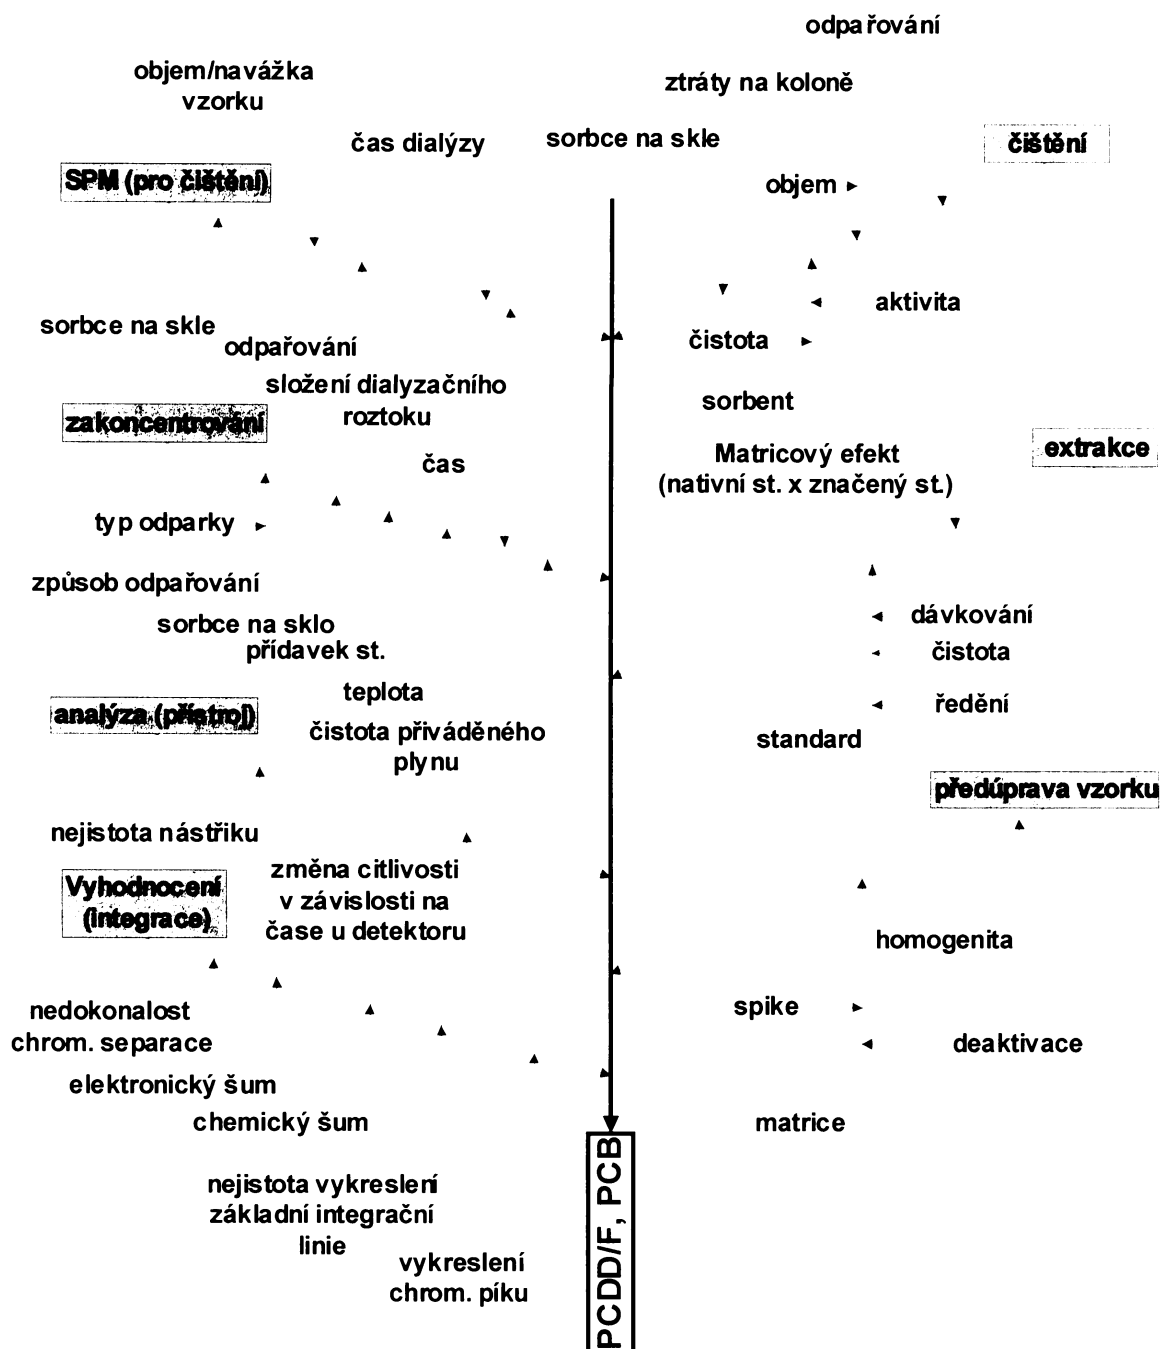 odpařování
objem/navážka
vzorku
ztráty na koloně
čas dialýzy
sorbce na skle
čištění
SPM (pro čištění)
objem
aktivita
sorbce na skle
odpařování
čistota
složení dialyzačního
roztoku
sorbent
zakoncentrování
Matricový efekt
(nativní st. x značený st.)
extrakce
čas
typ odparky
způsob odpařování
dávkování
sorbce na sklo
přídavek st.
čistota
teplota
ředění
analýza (přístroj)
čistota přiváděného
plynu
standard
předúprava vzorku
nejistota nástřiku
Vyhodnocení
(integrace)
změna citlivosti
v závislosti na
čase u detektoru
homogenita
nedokonalost
chrom. separace
spike
deaktivace
elektronický šum
chemický šum
matrice
nejistota vykreslení
základní integrační
linie
vykreslení
chrom. píku
PCDD/F, PCB